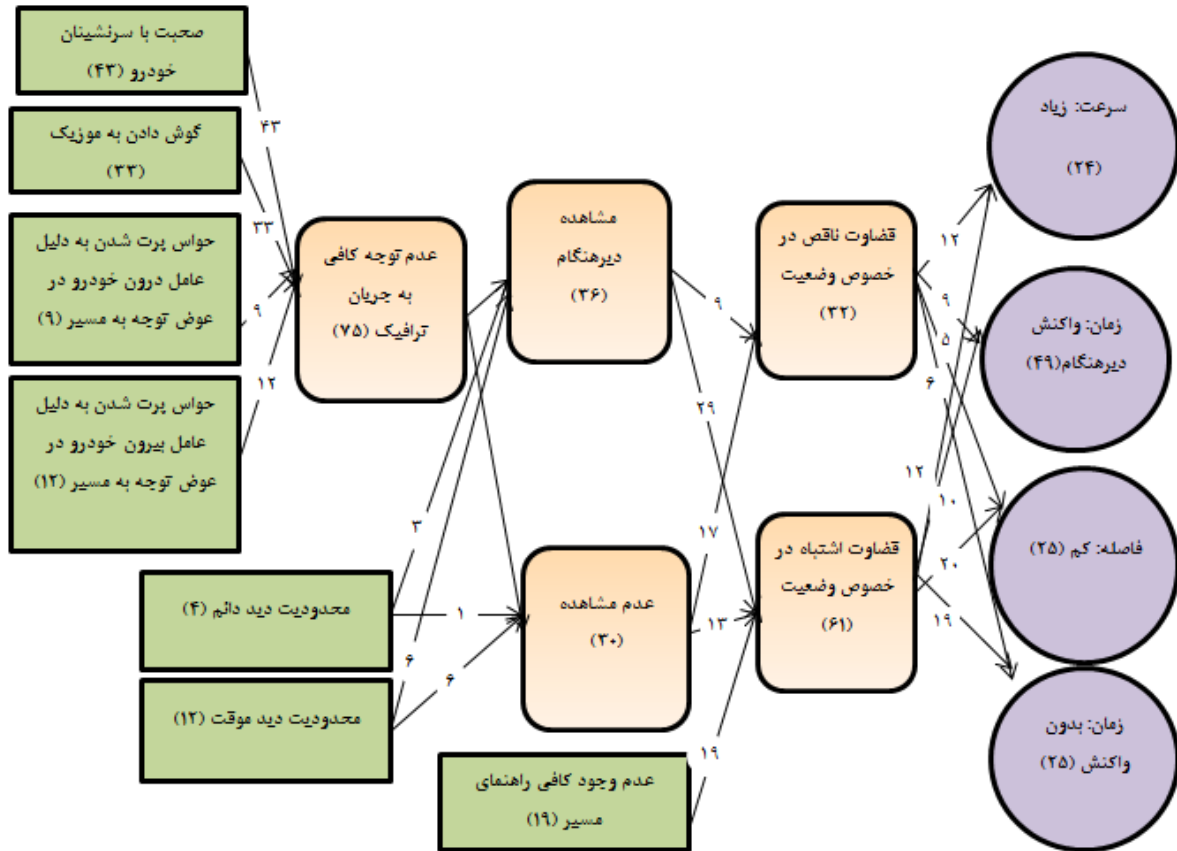 صحبت با سرنشینان
خودرو (۴۳)
گوش دادن به موزیک
(۳۳)
حواس پرت شدن به دلیل
عامل درون خودرو در
عوض توجه به مسیر (۹)
حواس پرت شدن به دلیل
عامل بیرون خودرو در
عوض توجه به مسیر (۱۲)
محدودیت دید دائم (۴)
محدودیت دید موقت (۱۲)
عدم وجود کافی راهنمای
مسیر (۱۹)
۴۳
۳۳
۹
۱۲
عدم توجه کافی
به جریان
ترافیک (۷۵)
۳
۱
۶
۶
مشاهده
دیرهنگام
(۳۶)
عدم مشاهده
(۳۰)
۹
۲۹
۱۷
۱۳
۱۹
قضاوت ناقص در
خصوص وضعیت
(۳۲)
قضاوت اشتباه در
خصوص وضعیت
(۶۱)
۱۲
۹
۵
۶
۱۲
۱۰
۲۰
۱۹
سرعت: زیاد
(۲۴)
زمان: واکنش
دیرهنگام(۴۹)
فاصله: کم (۲۵)
زمان: بدون
واکنش (۲۵)